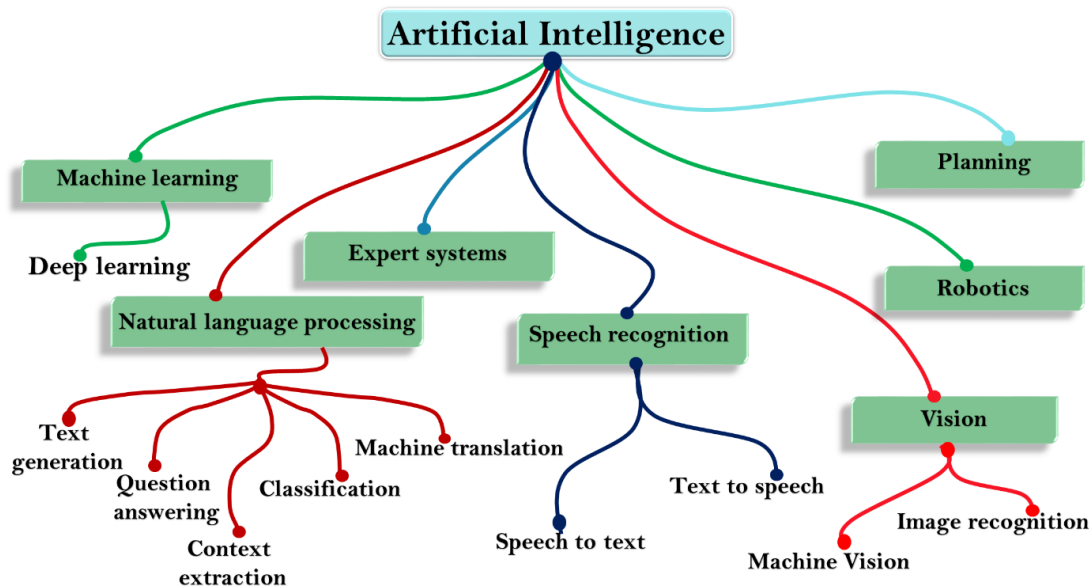 Artificial Intelligence
Machine learning
Planning
Deep learning
Expert systems
Robotics
Natural language processing
Speech recognition
Vision
Text
generation
Question
answering
Context
extraction
Classification
Machine translation
Speech to text
Text to speech
Machine Vision
Image recognition